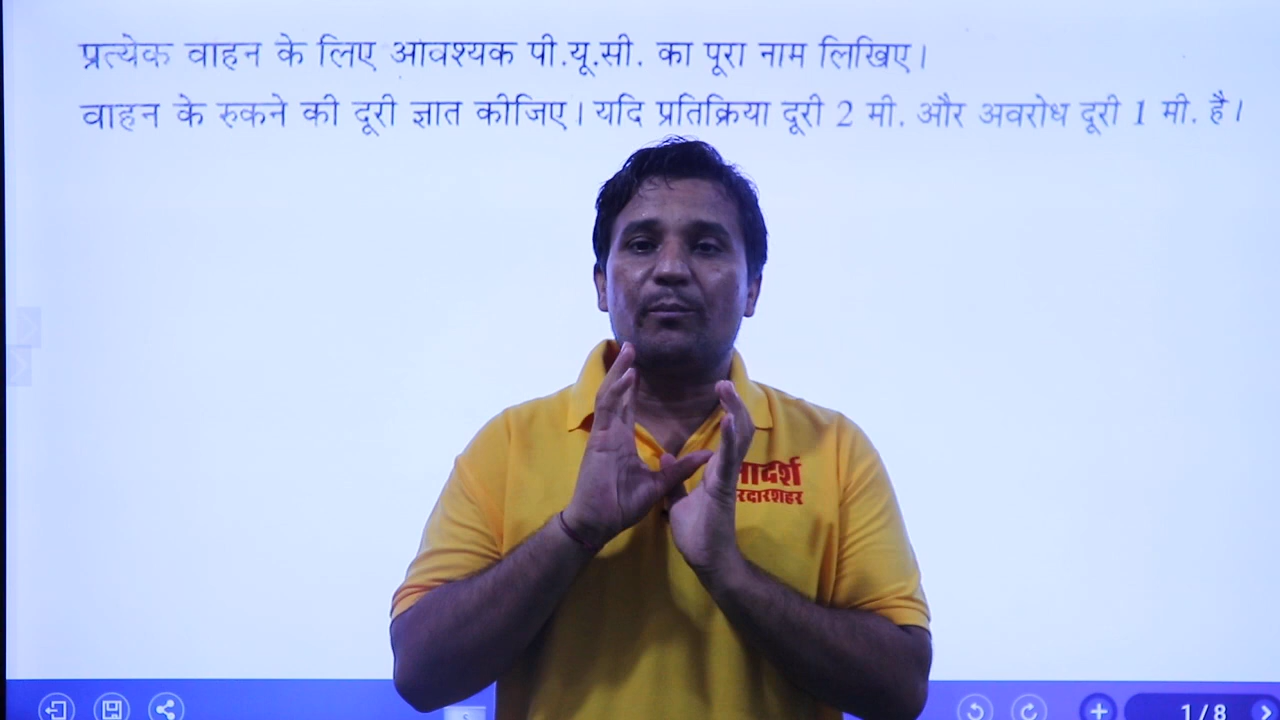 प्रत्येक वाहन के लिए आवश्यक पी.यू.सी. का पूरा नाम लिखिए।
वाहन के रुकने की दूरी ज्ञात कीजिए। यदि प्रतिक्रिया दूरी 2 मी. और अवरोध दूरी 1 मी. है।
1/8